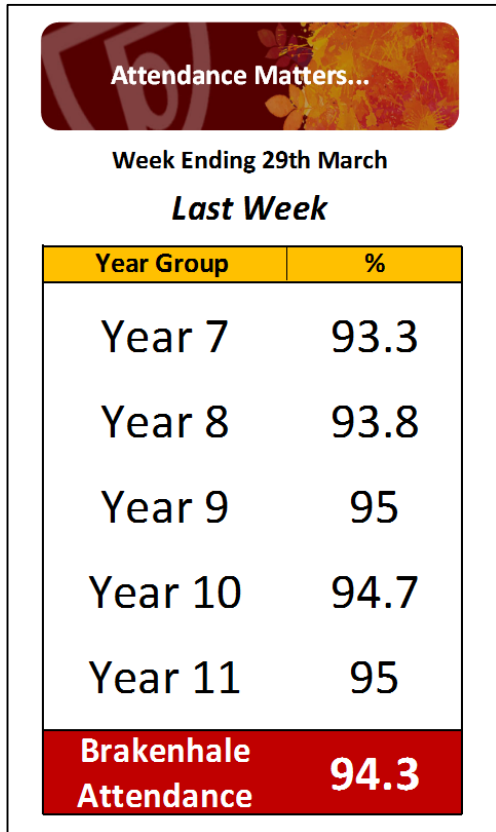 Attendance Matters...
Week Ending 29th March
Last Week
Year Group %
Year 7 93.3
Year 8 93.8
Year 9 95
Year 10 94.7
Year 11 95
Brakenhale
Attendance 94.3